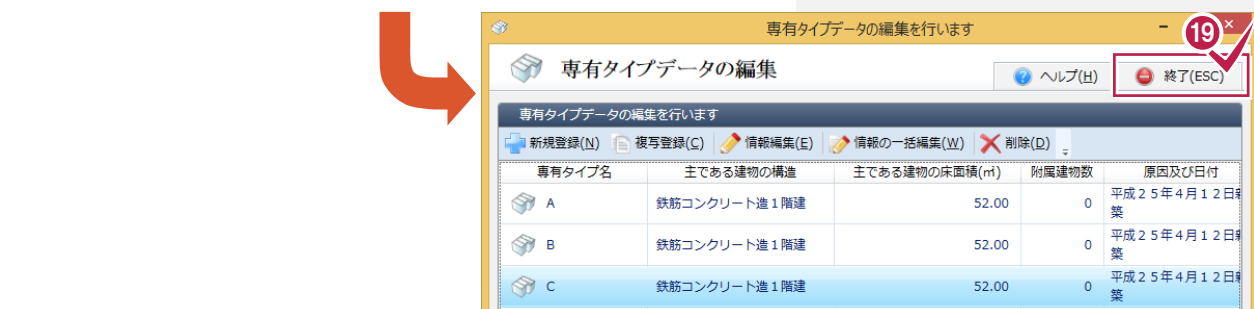 専有タイプデータの編集を行います
19
専有タイプデータの編集
ヘルプ(H)
終了(ESC)
専有タイプデータの編集を行います
新規登録(N) 複写登録(C) 情報編集(E) 情報の一括編集(W) 削除(D)
専有タイプ名 主である建物の構造 主である建物の床面積(㎡) 附属建物数 原因及び日付
A 鉄筋コンクリート造1階建 52.00 0 平成25年4月12日新
築
B 鉄筋コンクリート造1階建 52.00 0 平成25年4月12日新
築
C 鉄筋コンクリート造1階建 52.00 0 平成25年4月12日新
築